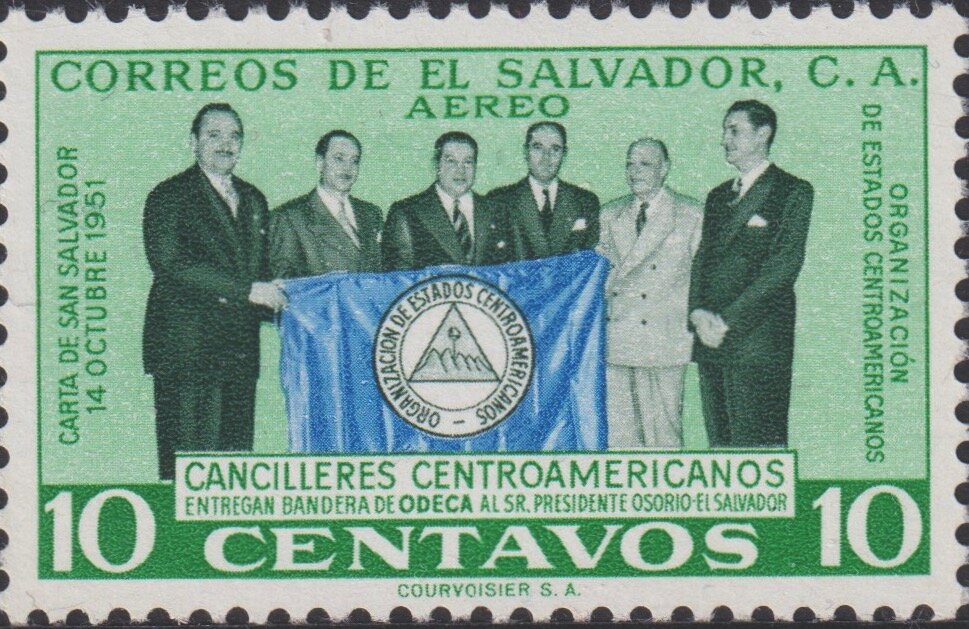 CORREOS DE EL SALVADOR, C. A.
AEREO
CARTA DE SAN SALVADOR
14 OCTUBRE 1951
ORGANIZACIÓN
DE ESTADOS CENTROAMERICANOS
ORGANIZACION DE ESTADOS CENTROAMERICANOS -
CANCILLERES CENTROAMERICANOS
ENTREGAN BANDERA DE ODECA AL SR. PRESIDENTE OSORIO-EL SALVADOR
10 CENTAVOS 10
COURVOISIER S. A.